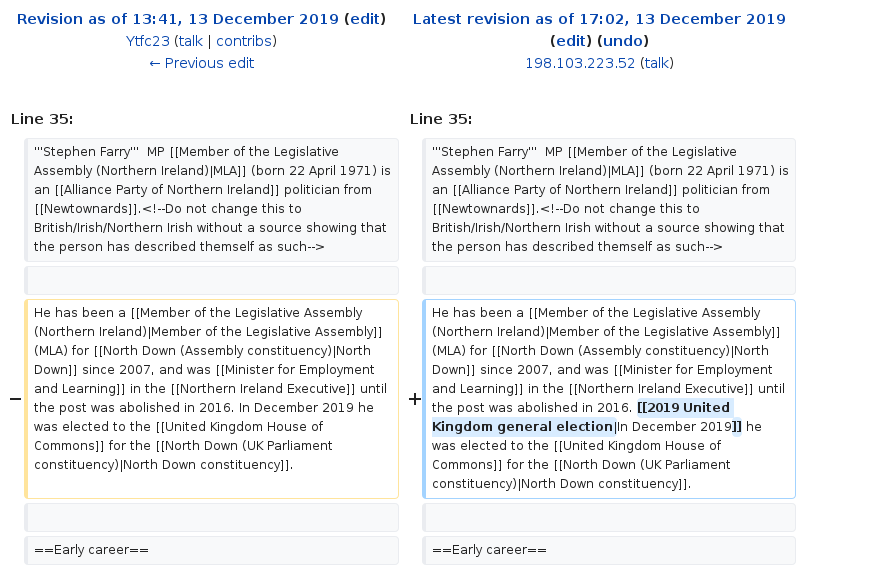 Revision as of 13:41, 13 December 2019 (edit)
Ytfc23 (talk | contribs)
← Previous edit
Latest revision as of 17:02, 13 December 2019
(edit) (undo)
198.103.223.52 (talk)
Line 35:
'''Stephen Farry'''  MP [[Member of the Legislative
Assembly (Northern Ireland)|MLA]] (born 22 April 1971) is
an [[Alliance Party of Northern Ireland]] politician from
[[Newtownards]].<!--Do not change this to
British/Irish/Northern Irish without a source showing that
the person has described themself as such-->
− He has been a [[Member of the Legislative Assembly
(Northern Ireland)|Member of the Legislative Assembly]]
(MLA) for [[North Down (Assembly constituency)|North
Down]] since 2007, and was [[Minister for Employment
and Learning]] in the [[Northern Ireland Executive]] until
the post was abolished in 2016. In December 2019 he
was elected to the [[United Kingdom House of
Commons]] for the [[North Down (UK Parliament
constituency)|North Down constituency]].
==Early career==
Line 35:
'''Stephen Farry'''  MP [[Member of the Legislative
Assembly (Northern Ireland)|MLA]] (born 22 April 1971) is
an [[Alliance Party of Northern Ireland]] politician from
[[Newtownards]].<!--Do not change this to
British/Irish/Northern Irish without a source showing that
the person has described themself as such-->
+ He has been a [[Member of the Legislative Assembly
(Northern Ireland)|Member of the Legislative Assembly]]
(MLA) for [[North Down (Assembly constituency)|North
Down]] since 2007, and was [[Minister for Employment
and Learning]] in the [[Northern Ireland Executive]] until
the post was abolished in 2016. [[2019 United
Kingdom general election|In December 2019]] he
was elected to the [[United Kingdom House of
Commons]] for the [[North Down (UK Parliament
constituency)|North Down constituency]].
==Early career==